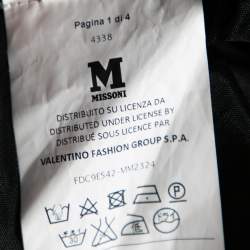 Pagina 1 di 4
4338
M
MISSONI
DISTRIBUITO SU LICENZA DA
DISTRIBUTED UNDER LICENSE BY
DISTRIBUÉ SOUS LICENCE PAR
VALENTINO FASHION GROUP S.P.A.
FDC9ES42-MM2324
P